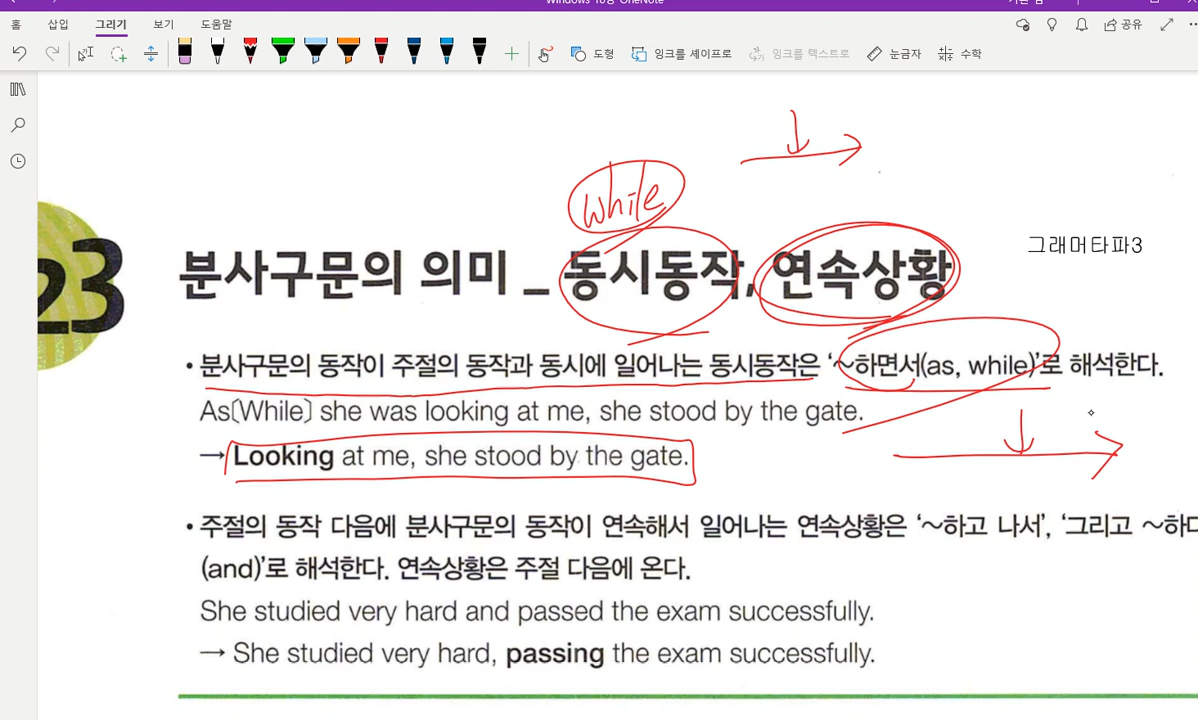 Windows 10용 OneNote
홈 삽입 그리기 보기 도움말
공유
도형 잉크를 셰이프로 잉크를 텍스트로 눈금자 수학
while
23
분사구문의 의미 _ 동시동작, 연속상황
그래머타파3
• 분사구문의 동작이 주절의 동작과 동시에 일어나는 동시동작은 ‘~하면서(as, while)’로 해석한다.
As(While) she was looking at me, she stood by the gate.
→ Looking at me, she stood by the gate.
• 주절의 동작 다음에 분사구문의 동작이 연속해서 일어나는 연속상황은 ‘~하고 나서’, ‘그리고 ~하다
(and)’로 해석한다. 연속상황은 주절 다음에 온다.
She studied very hard and passed the exam successfully.
→ She studied very hard, passing the exam successfully.